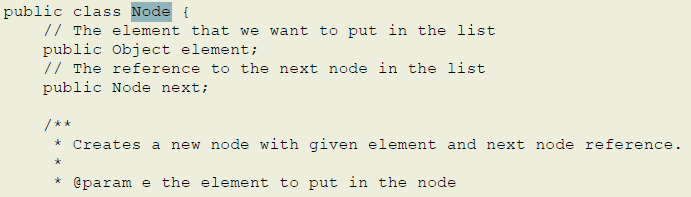 public class Node {
// The element that we want to put in the list
public Object element;
// The reference to the next node in the list
public Node next;
/**
* Creates a new node with given element and next node reference.
*
* @param e the element to put in the node